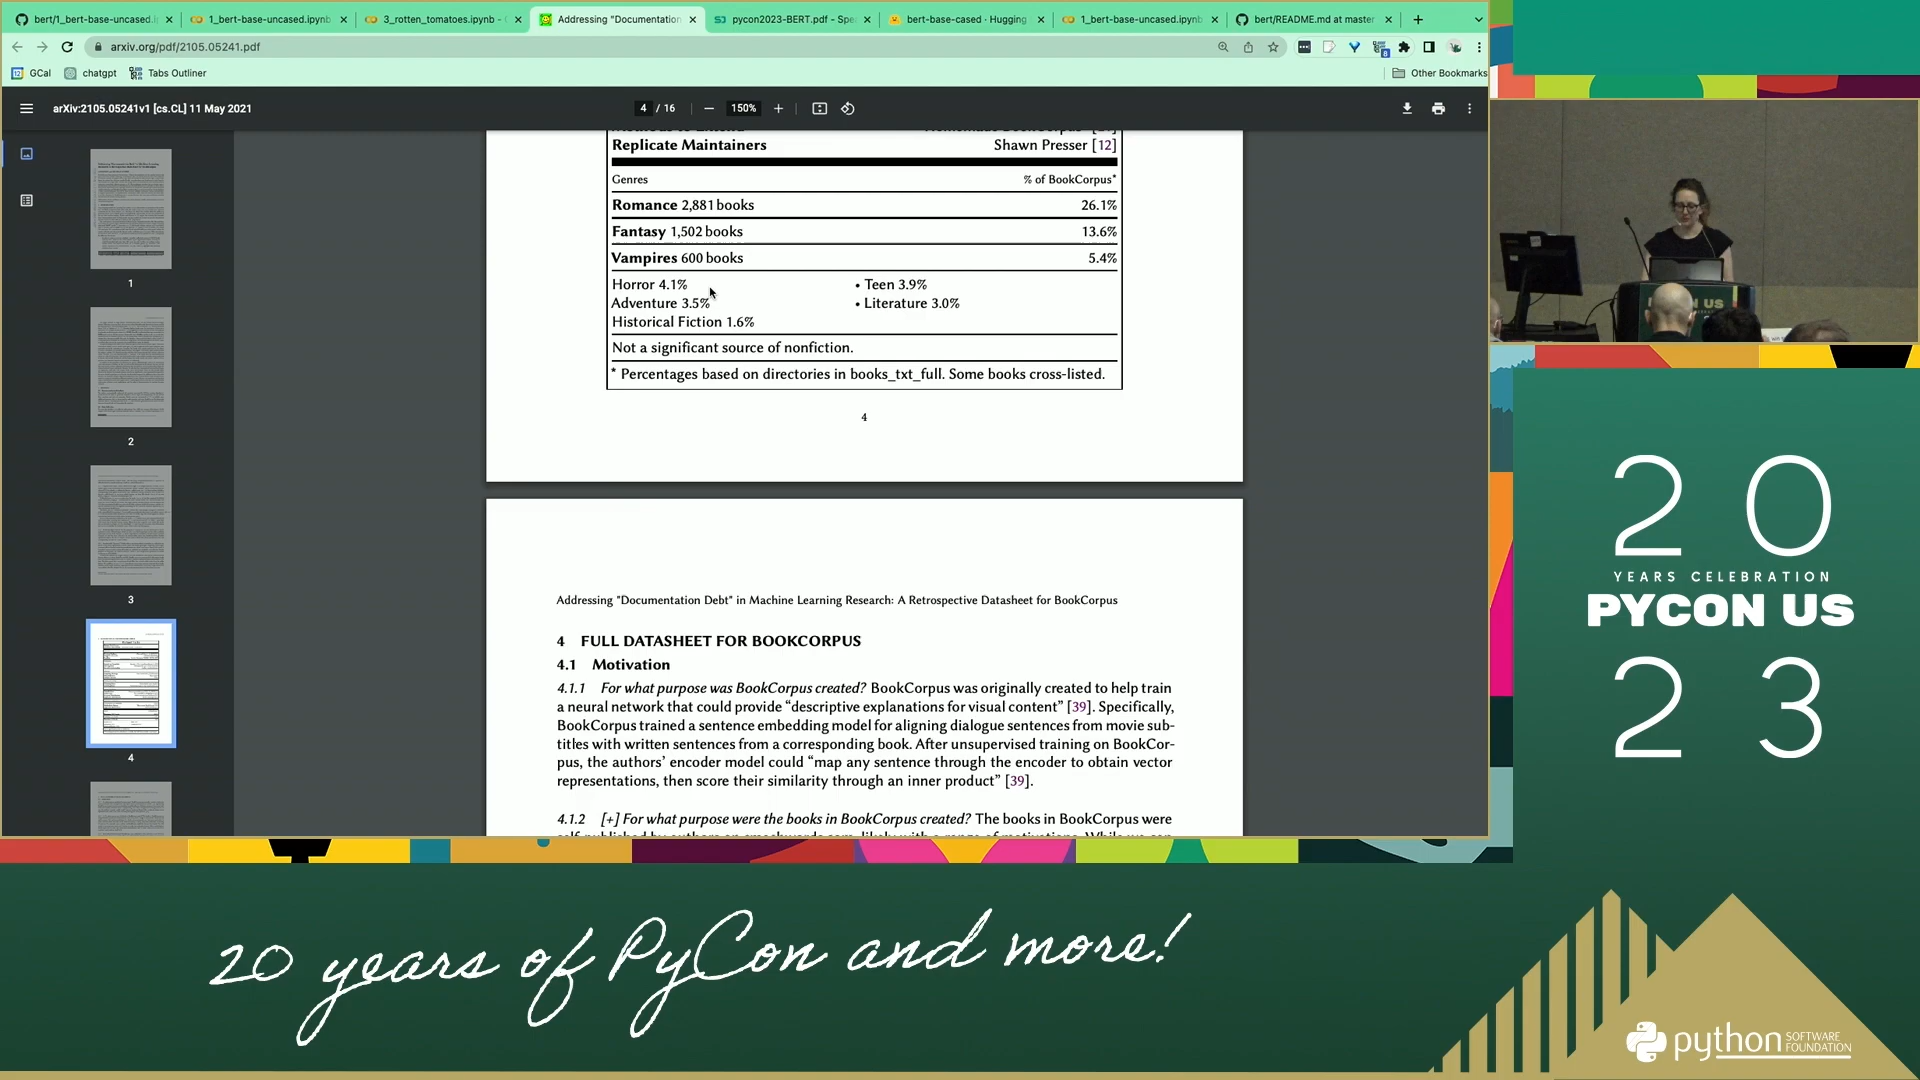 bert/1_bert-base-uncased.i
1_bert-base-uncased.ipynb
3_rotten_tomatoes.ipynb -
Addressing "Documentation
pycon2023-BERT.pdf - Spe
bert-base-cased · Hugging
1_bert-base-uncased.ipynb
bert/README.md at master
arxiv.org/pdf/2105.05241.pdf
GCal
chatgpt
Tabs Outliner
Other Bookmarks
arXiv:2105.05241v1 [cs.CL] 11 May 2021
4 / 16
150%
Replicate Maintainers Shawn Presser [12]
Genres % of BookCorpus*
Romance 2,881 books 26.1%
Fantasy 1,502 books 13.6%
Vampires 600 books 5.4%
Horror 4.1% • Teen 3.9%
Adventure 3.5% • Literature 3.0%
Historical Fiction 1.6%
Not a significant source of nonfiction.
* Percentages based on directories in books_txt_full. Some books cross-listed.
4
Addressing "Documentation Debt" in Machine Learning Research: A Retrospective Datasheet for BookCorpus
4 FULL DATASHEET FOR BOOKCORPUS
4.1 Motivation
4.1.1 For what purpose was BookCorpus created? BookCorpus was originally created to help train
a neural network that could provide “descriptive explanations for visual content” [39]. Specifically,
BookCorpus trained a sentence embedding model for aligning dialogue sentences from movie sub-
titles with written sentences from a corresponding book. After unsupervised training on BookCor-
pus, the authors’ encoder model could “map any sentence through the encoder to obtain vector
representations, then score their similarity through an inner product” [39].
4.1.2 [+] For what purpose were the books in BookCorpus created? The books in BookCorpus were
1
2
3
4
20
YEARS CELEBRATION
PYCON US
23
20 years of PyCon and more!
python
SOFTWARE
FOUNDATION